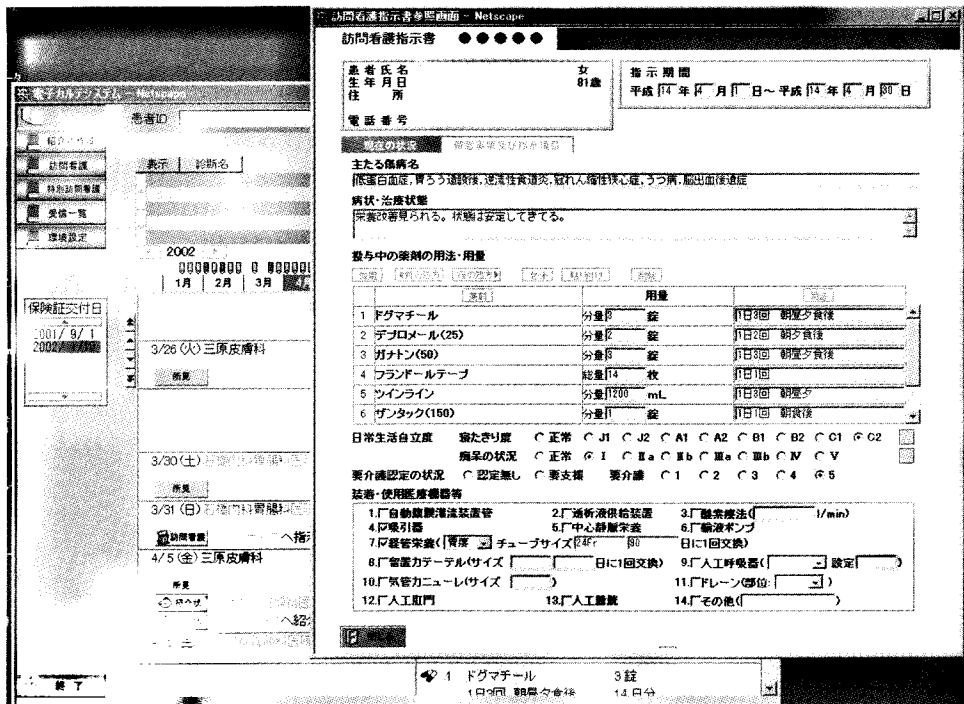 訪問看護指示書参照画面 - Netscape
訪問看護指示書 ●●●●●
患者氏名 女
生年月日 81歳
住 所
電話番号
指示期間
平成 14 年 4 月 1 日～ 平成 14 年 4 月 30 日
現在の状況
主たる傷病名
低蛋白血症,胃ろう造設後,逆流性食道炎,冠れん縮性狭心症,うつ病,脳出血後遺症
病状・治療状態
栄養改善見られる。状態は安定してきてる。
投与中の薬剤の用法・用量
薬剤 用量 用法
1 ドグマチール 分量 3 錠 1日3回 朝昼夕食後
2 デプロメール(25) 分量 2 錠 1日2回 朝夕食後
3 ガナトン(50) 分量 3 錠 1日3回 朝昼夕食後
4 フランドールテープ 総量 14 枚 1日1回
5 ツインライン 分量 1200 mL 1日3回 朝昼夕
6 ザンタック(150) 分量 1 錠 1日1回 朝食後
日常生活自立度 寝たきり度 正常 J1 J2 A1 A2 B1 B2 C1 C2
痴呆の状況 正常 Ⅰ Ⅱa Ⅱb Ⅲa Ⅲb Ⅳ Ⅴ
要介護認定の状況 認定無し 要支援 要介護 1 2 3 4 5
装着・使用医療機器等
1. 自動腹膜灌流装置管 2. 透析液供給装置 3. 酸素療法( l/min)
4. 吸引器 5. 中心静脈栄養 6. 輸液ポンプ
7. 経管栄養( 胃瘻 チューブサイズ 24Fr 90 日に1回交換)
8. 留置カテーテル(サイズ 日に1回交換) 9. 人工呼吸器( 設定 )
10. 気管カニューレ(サイズ ) 11. ドレーン(部位: )
12. 人工肛門 13. 人工膀胱 14. その他( )
電子カルテシステム - Netscape
患者ID
訪問看護
特別訪問看護
受信一覧
環境設定
表示 診断名
2002
1月 2月 3月
保険証交付日
2001/ 9/ 1
3/26 (火) 三原皮膚科
所見
3/30 (土)
所見
3/31 (日) 石橋内科胃腸科
訪問看護 へ指
4/ 5 (金) 三原皮膚科
所見
へ紹
終 了
1 ドグマチール 3 錠
1日3回 朝昼夕食後 14 日分